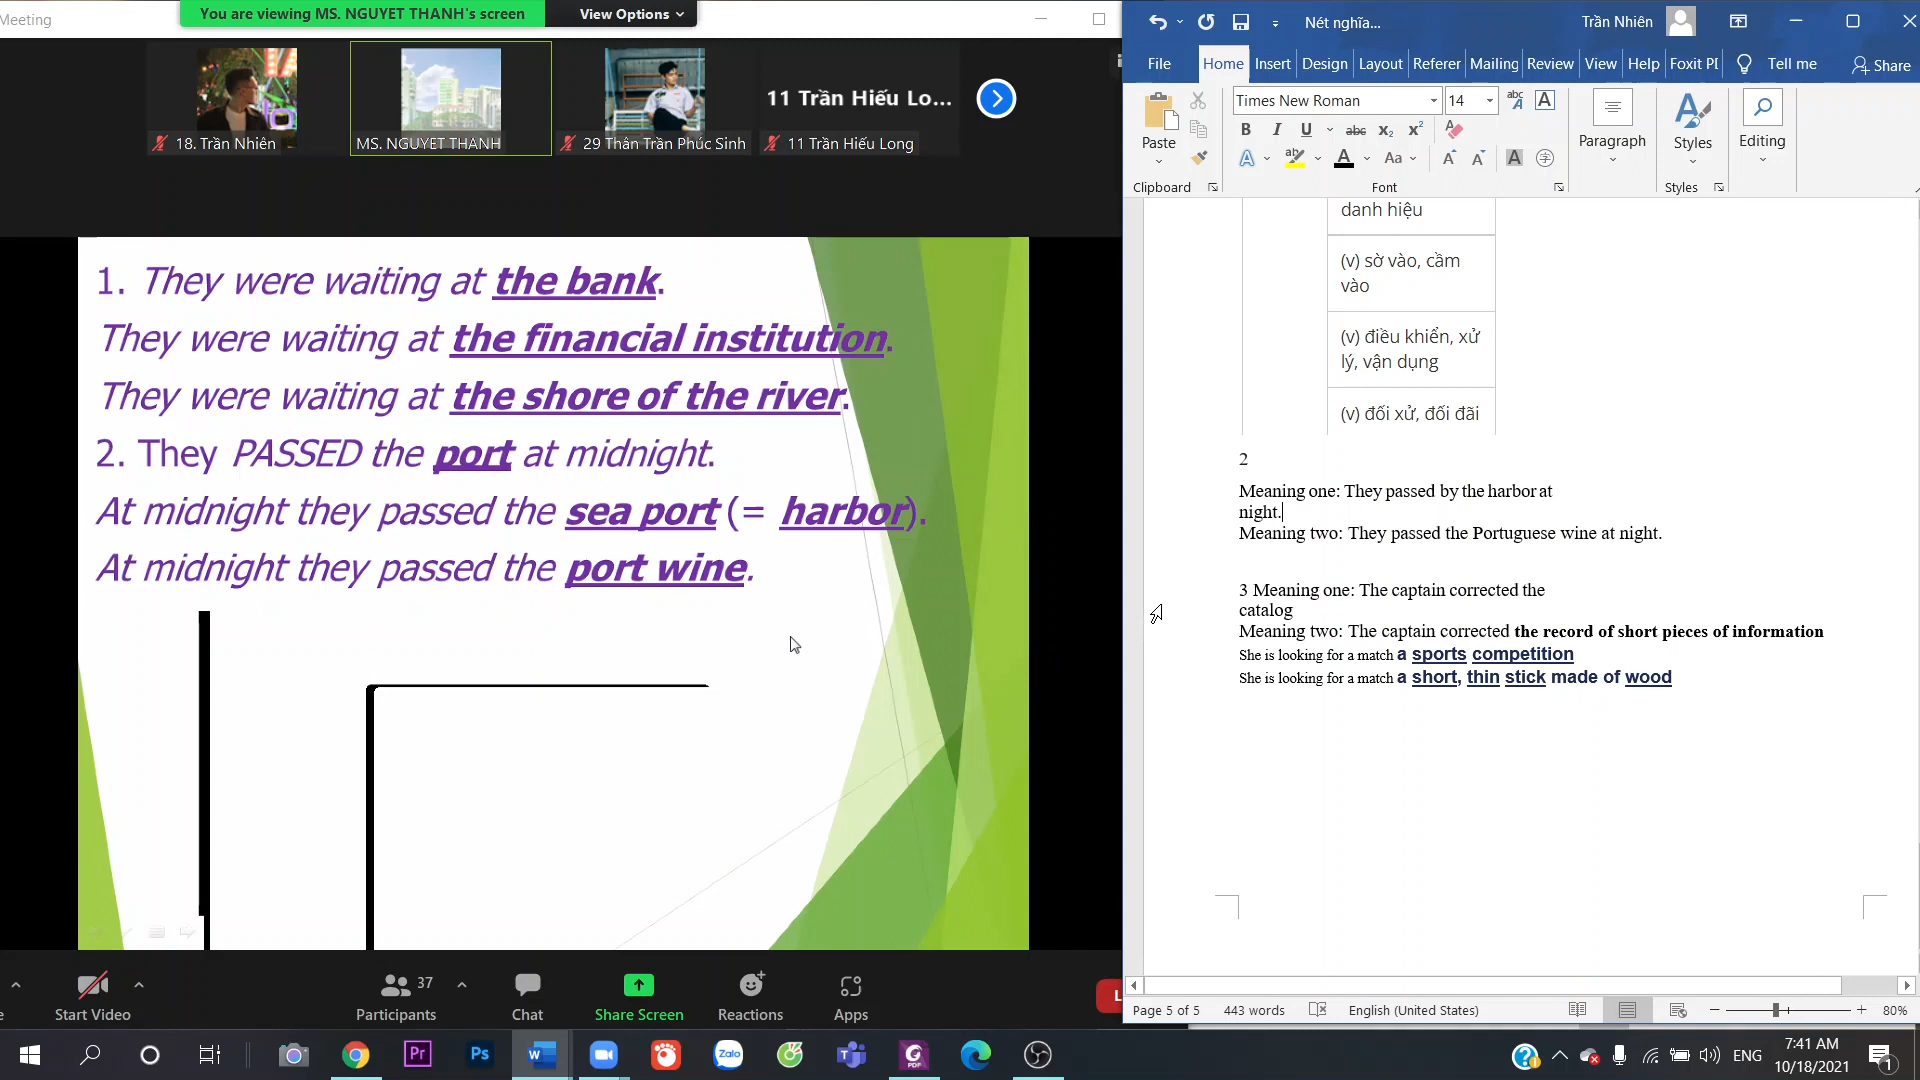 Meeting
You are viewing MS. NGUYET THANH's screen
View Options
18. Trần Nhiên
MS. NGUYET THANH
29 Thân Trần Phúc Sinh
11 Trần Hiếu Lo...
11 Trần Hiếu Long
1. They were waiting at the bank.
They were waiting at the financial institution.
They were waiting at the shore of the river.
2. They PASSED the port at midnight.
At midnight they passed the sea port (= harbor).
At midnight they passed the port wine.
Start Video
37
Participants
Chat
Share Screen
Reactions
Apps
L
Nét nghĩa...
Trần Nhiên
File
Home
Insert
Design
Layout
Referer
Mailing
Review
View
Help
Foxit PI
Tell me
Share
Paste
Clipboard
Times New Roman
14
Font
Paragraph
Styles
Styles
Editing
danh hiệu
(v) sờ vào, cầm
vào
(v) điều khiển, xử
lý, vận dụng
(v) đối xử, đối đãi
2
Meaning one: They passed by the harbor at
night.
Meaning two: They passed the Portuguese wine at night.
3 Meaning one: The captain corrected the
catalog
Meaning two: The captain corrected the record of short pieces of information
She is looking for a match a sports competition
She is looking for a match a short, thin stick made of wood
Page 5 of 5
443 words
English (United States)
80%
Pr
Ps
Zalo
PDF
ENG
7:41 AM
10/18/2021
1